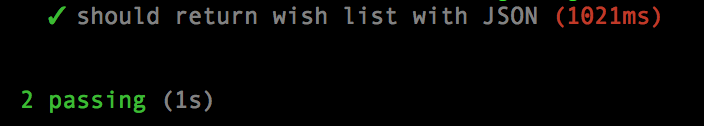 ✓ should return wish list with JSON (1021ms)
2 passing (1s)